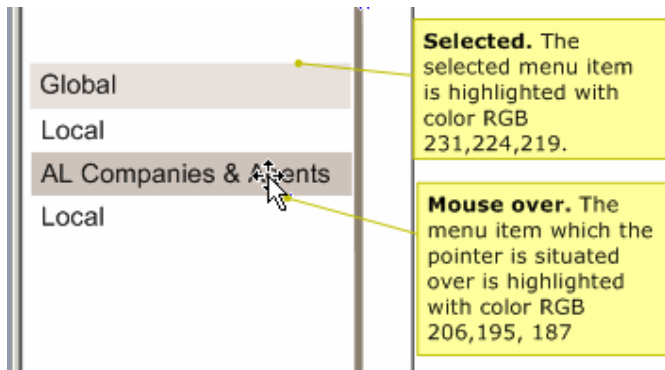 Global
Local
AL Companies & Agents
Local
Selected. The
selected menu item
is highlighted with
color RGB
231,224,219.
Mouse over. The
menu item which the
pointer is situated
over is highlighted
with color RGB
206,195, 187